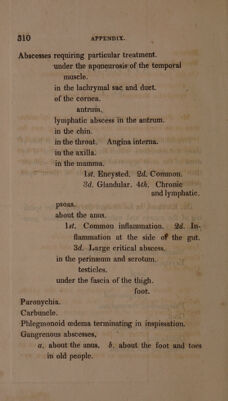 310 APPENDIX.
Abscesses requiring particular treatment.
under the aponeurosis of the temporal
muscle.
in the lachrymal sac and duct.
of the cornea.
antrum.
lymphatic abscess in the antrum.
in the chin.
in the throat. Angina interna.
in the axilla.
in the mamma.
1st. Encysted. 2d. Common.
3d. Glandular. 4th. Chronic
and lymphatic.
psoas.
about the anus.
1st. Common inflammation. 2d. In-
flammation at the side of the gut.
3d. Large critical abscess.
in the perinæum and scrotum.
testicles.
under the fascia of the thigh.
foot.
Paronychia.
Carbuncle.
Phlegmonoid œdema terminating in inspissation.
Gangrenous abscesses,
a, about the anus. b, about the foot and toes
in old people.